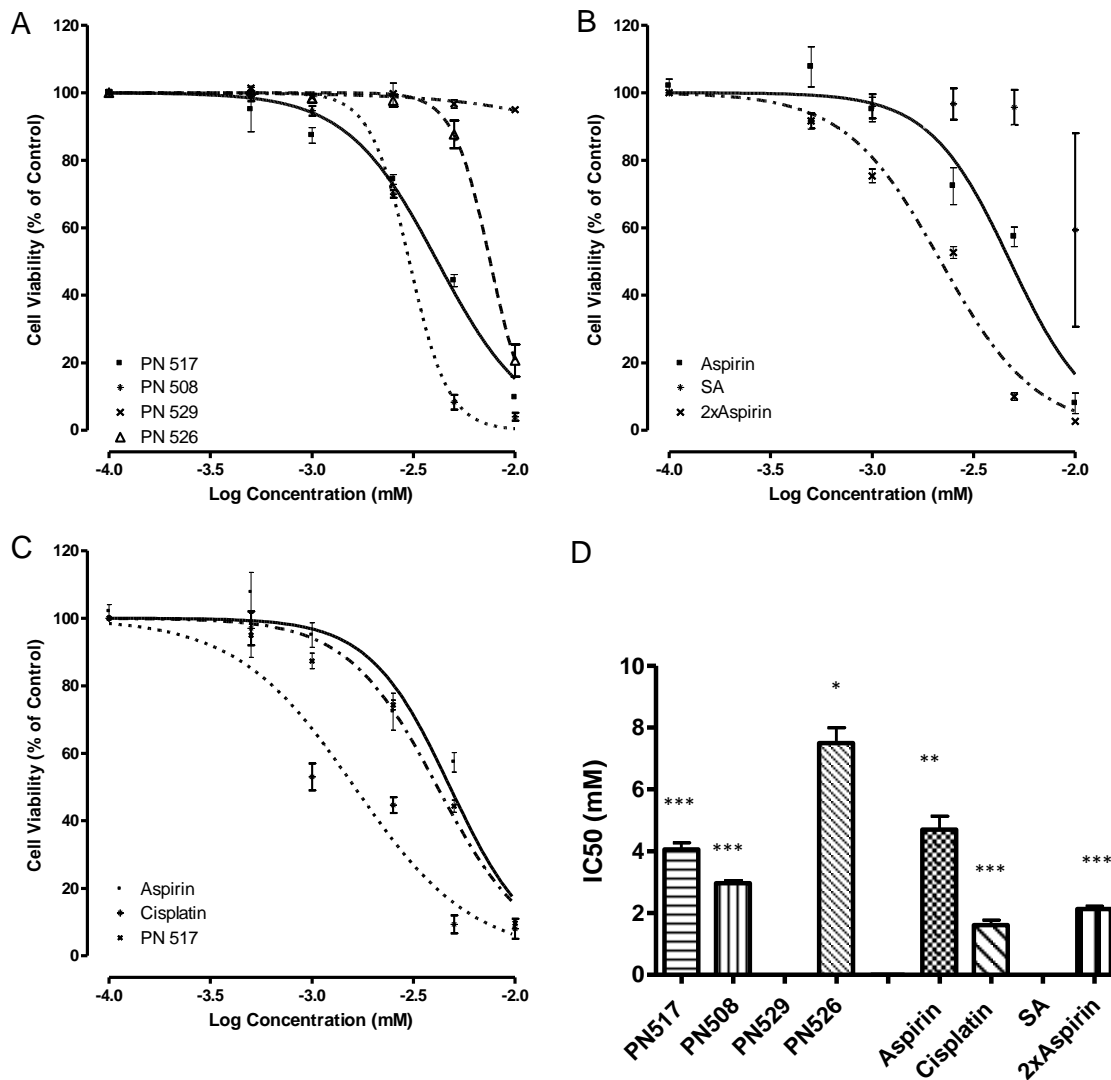 A
120
100
80
60
40
20
0
Cell Viability (% of Control)
PN 517
PN 508
PN 529
PN 526
-4.0 -3.5 -3.0 -2.5 -2.0
Log Concentration (mM)
B
120
100
80
60
40
20
0
Cell Viability (% of Control)
Aspirin
SA
2xAspirin
-4.0 -3.5 -3.0 -2.5 -2.0
Log Concentration (mM)
C
120
100
80
60
40
20
0
Cell Viability (% of Control)
Aspirin
Cisplatin
PN 517
-4.0 -3.5 -3.0 -2.5 -2.0
Log Concentration (mM)
D
10
8
6
4
2
0
IC50 (mM)
***
***
*
**
***
***
PN517
PN508
PN529
PN526
Aspirin
Cisplatin
SA
2xAspirin